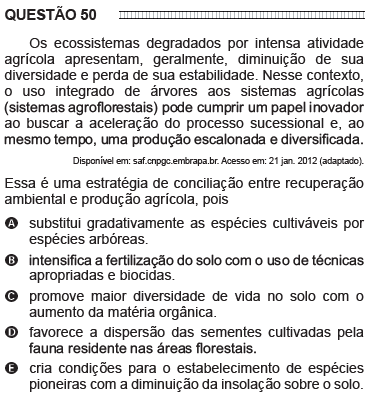 QUESTÃO 50
Os ecossistemas degradados por intensa atividade
agrícola apresentam, geralmente, diminuição de sua
diversidade e perda de sua estabilidade. Nesse contexto,
o uso integrado de árvores aos sistemas agrícolas
(sistemas agroflorestais) pode cumprir um papel inovador
ao buscar a aceleração do processo sucessional e, ao
mesmo tempo, uma produção escalonada e diversificada.
Disponível em: saf.cnpgc.embrapa.br. Acesso em: 21 jan. 2012 (adaptado).
Essa é uma estratégia de conciliação entre recuperação
ambiental e produção agrícola, pois
A substitui gradativamente as espécies cultiváveis por
espécies arbóreas.
B intensifica a fertilização do solo com o uso de técnicas
apropriadas e biocidas.
C promove maior diversidade de vida no solo com o
aumento da matéria orgânica.
D favorece a dispersão das sementes cultivadas pela
fauna residente nas áreas florestais.
E cria condições para o estabelecimento de espécies
pioneiras com a diminuição da insolação sobre o solo.